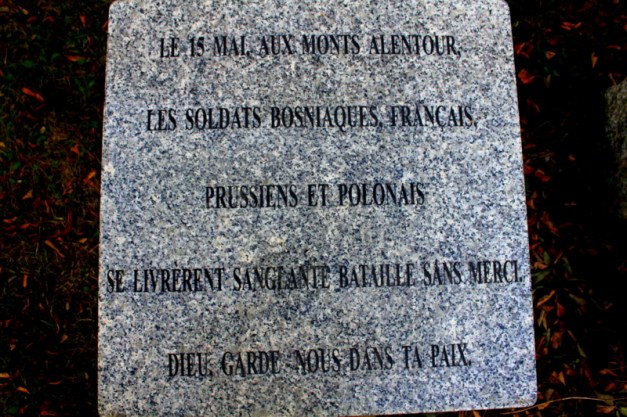 LE 15 MAI, AUX MONTS ALENTOUR,
LES SOLDATS BOSNIAQUES, FRANÇAIS,
PRUSSIENS ET POLONAIS
SE LIVRÈRENT SANGLANTE BATAILLE SANS MERCI.
DIEU, GARDE-NOUS DANS TA PAIX.